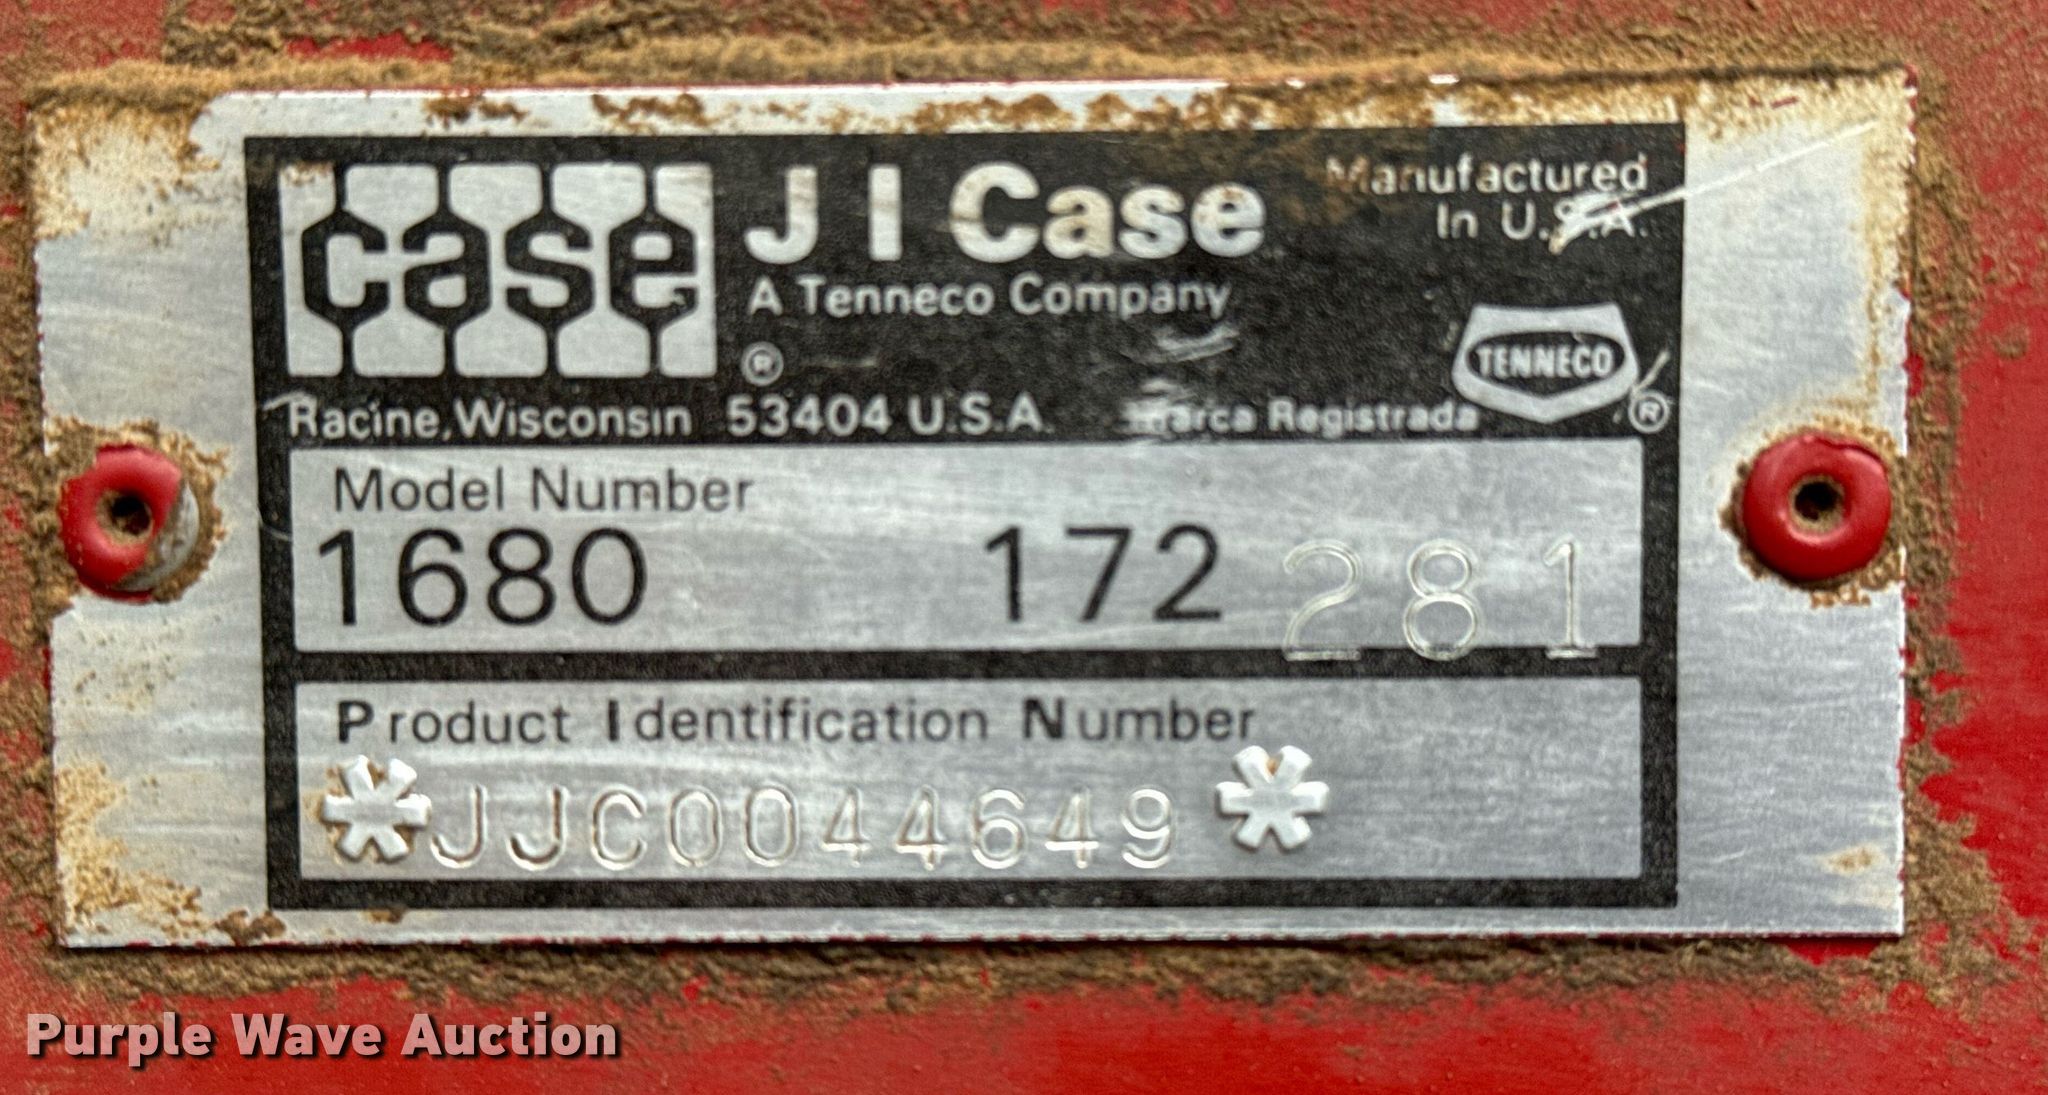 case
J I Case
Manufactured
In U.S.A.
A Tenneco Company
®
TENNECO
®
Racine, Wisconsin 53404 U.S.A. Marca Registrada
Model Number
1680 172 281
Product Identification Number
*JJC0044649*
Purple Wave Auction